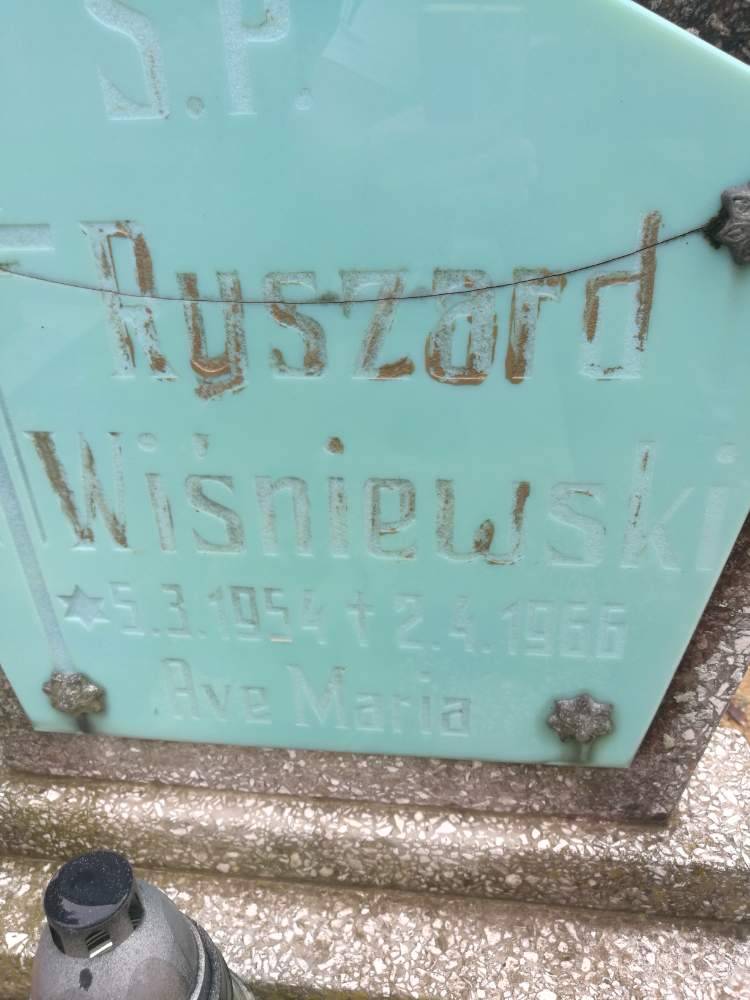 S.P.
Ryszard
Wiśniewski
5.3.1954 † 2.4.1966
Ave Maria